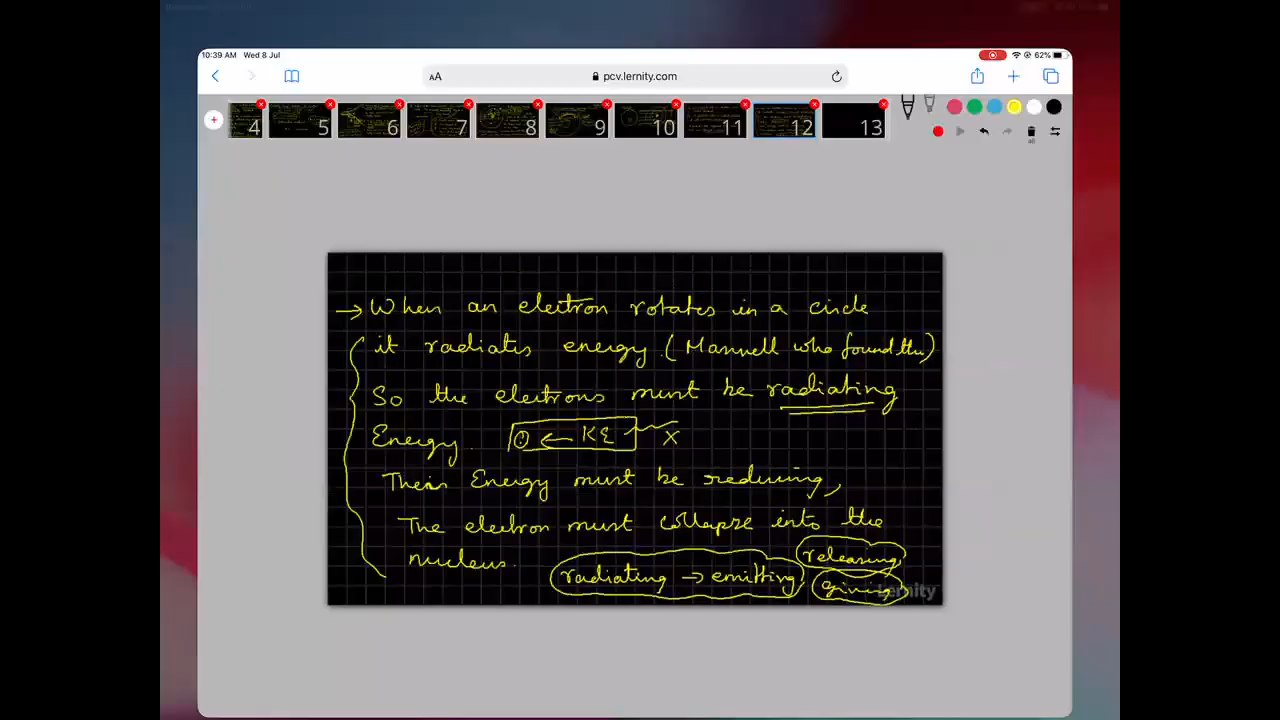 10:39 AM Wed 8 Jul
62%
AA
pcv.lernity.com
4 5 6 7 8 9 10 11 12 13
all
→ When an electron rotates in a circle
it radiates energy. (Maxwell who found this)
So the electrons must be radiating
Energy. 0 ← KE X
Their Energy must be reducing,
The electron must collapse into the
nucleus.
releasing
radiating → emitting
giving
Lernity